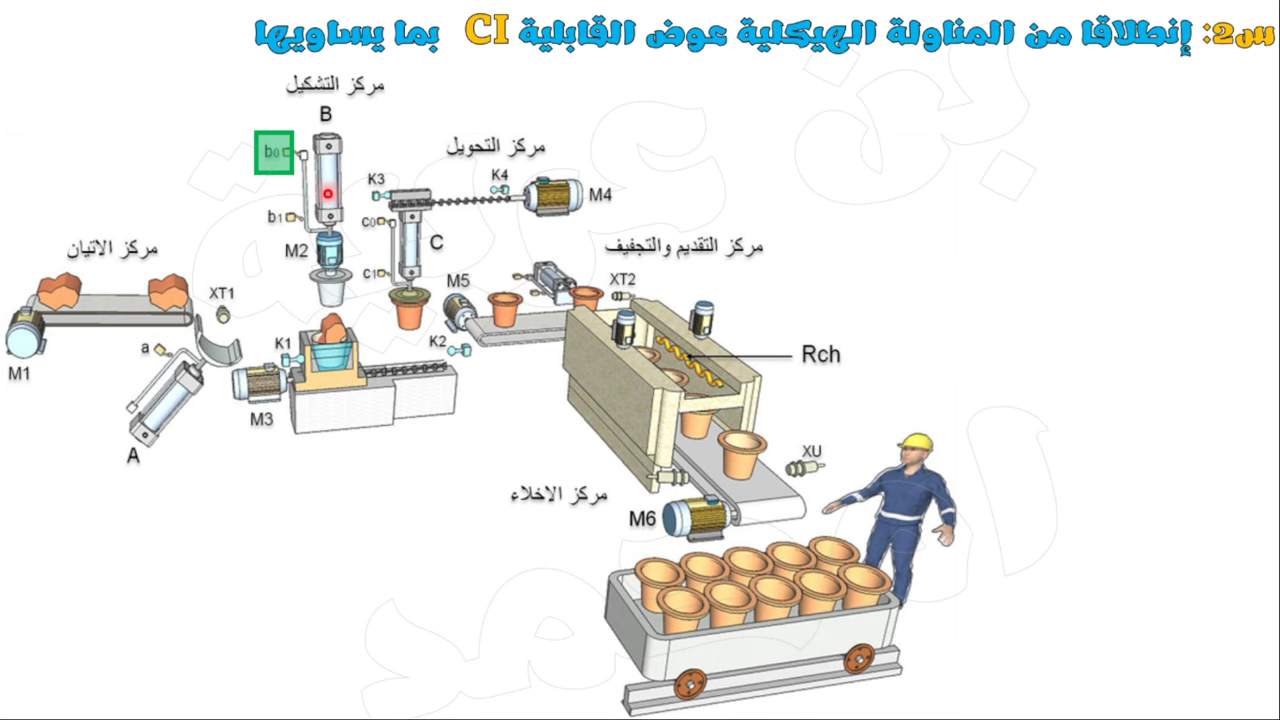 س2: إنطلاقا من المناولة الهيكلية عوض القابلية CI بما يساويها
مركز التشكيل
B
b0
مركز التحويل
K3
K4
M4
b1
c0
C
M2
مركز الاتيان
مركز التقديم والتجفيف
c1
M5
XT2
XT1
a
K1
K2
Rch
M1
M3
A
XU
مركز الاخلاء
M6